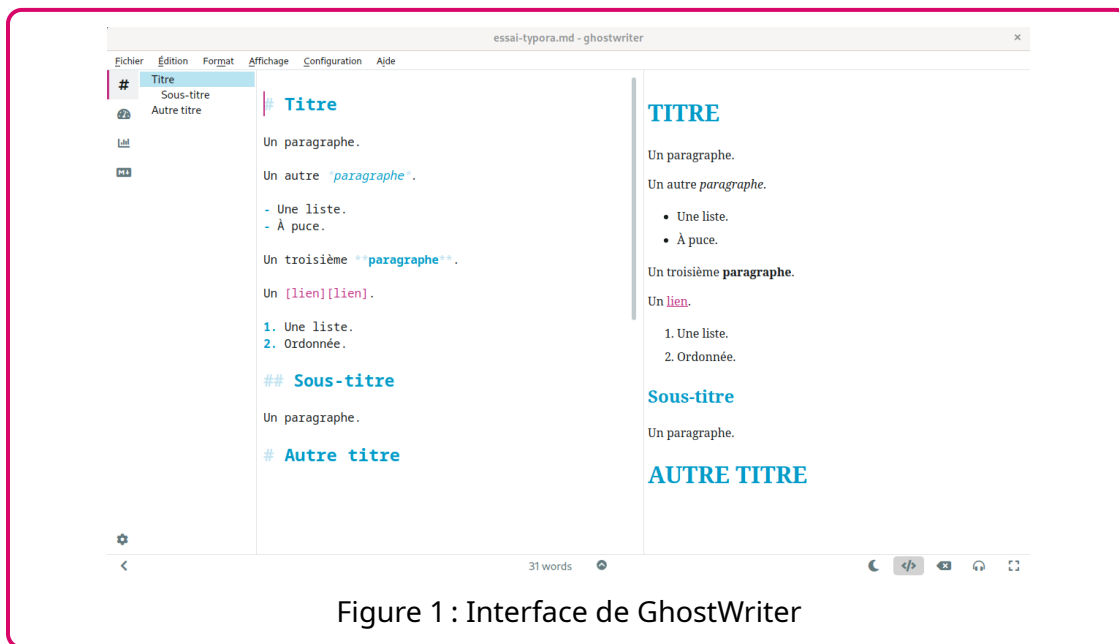 essai-typora.md - ghostwriter
Fichier Édition Format Affichage Configuration Aide
Titre
Sous-titre
Autre titre
# Titre
Un paragraphe.
Un autre *paragraphe*.
- Une liste.
- À puce.
Un troisième **paragraphe**.
Un [lien][lien].
1. Une liste.
2. Ordonnée.
## Sous-titre
Un paragraphe.
# Autre titre
TITRE
Un paragraphe.
Un autre paragraphe.
• Une liste.
• À puce.
Un troisième paragraphe.
Un lien.
1. Une liste.
2. Ordonnée.
Sous-titre
Un paragraphe.
AUTRE TITRE
31 words
Figure 1 : Interface de GhostWriter